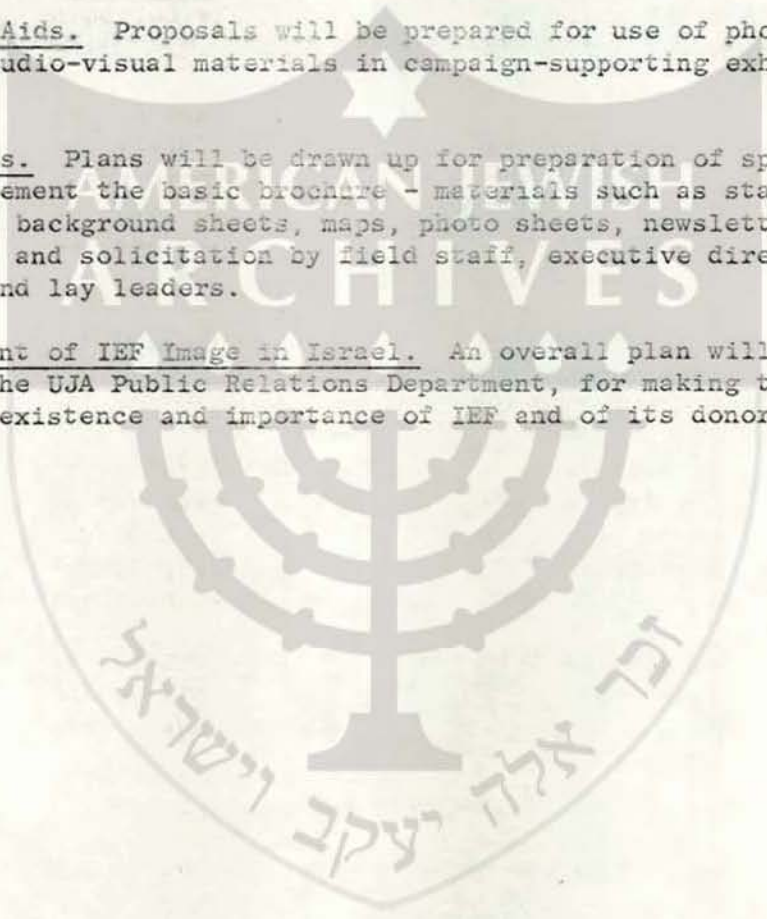 Aids. Proposals will be prepared for use of pho
udio-visual materials in campaign-supporting exh
s. Plans will be drawn up for preparation of sp
ement the basic brochure - materials such as sta
background sheets, maps, photo sheets, newslett
and solicitation by field staff, executive dire
nd lay leaders.
nt of IEF Image in Israel. An overall plan will
he UJA Public Relations Department, for making t
existence and importance of IEF and of its donor
AMERICAN JEWISH
ARCHIVES
זכר אלה יעקב וישראל